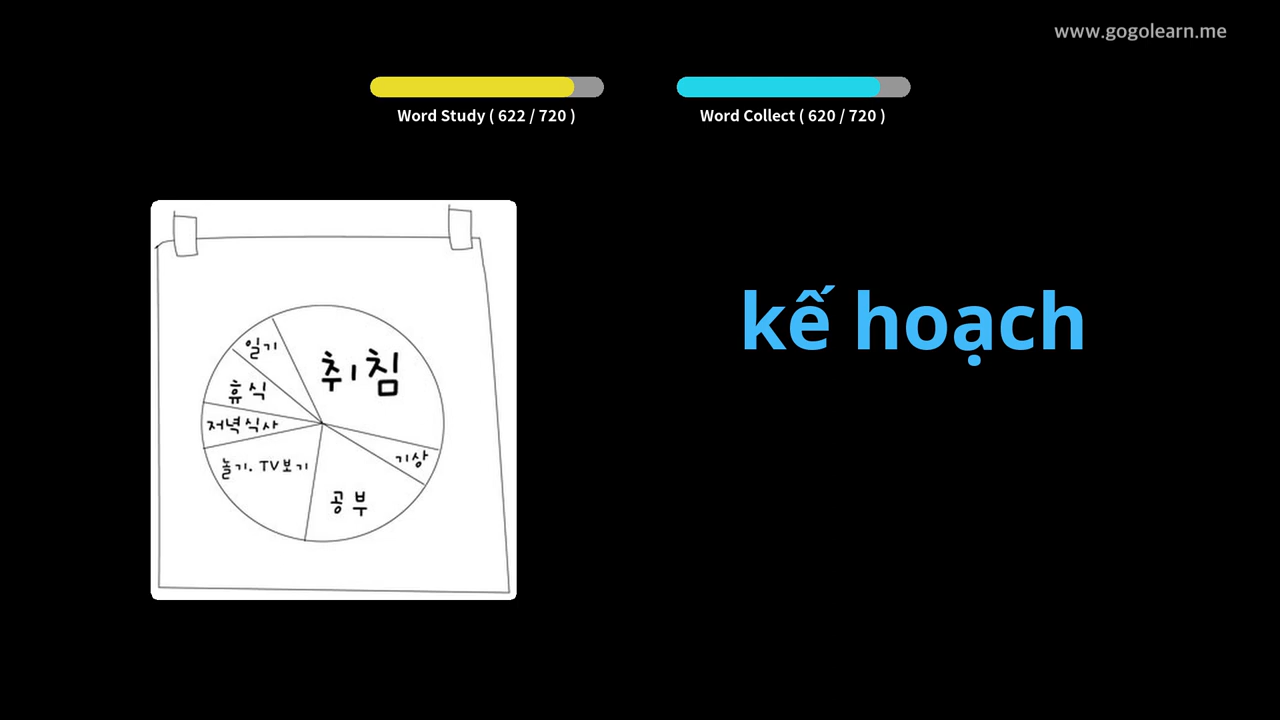 www.gogolearn.me
Word Study ( 622 / 720 )
Word Collect ( 620 / 720 )
일기
취침
휴식
저녁식사
기상
놀기. TV보기
공부
kế hoạch